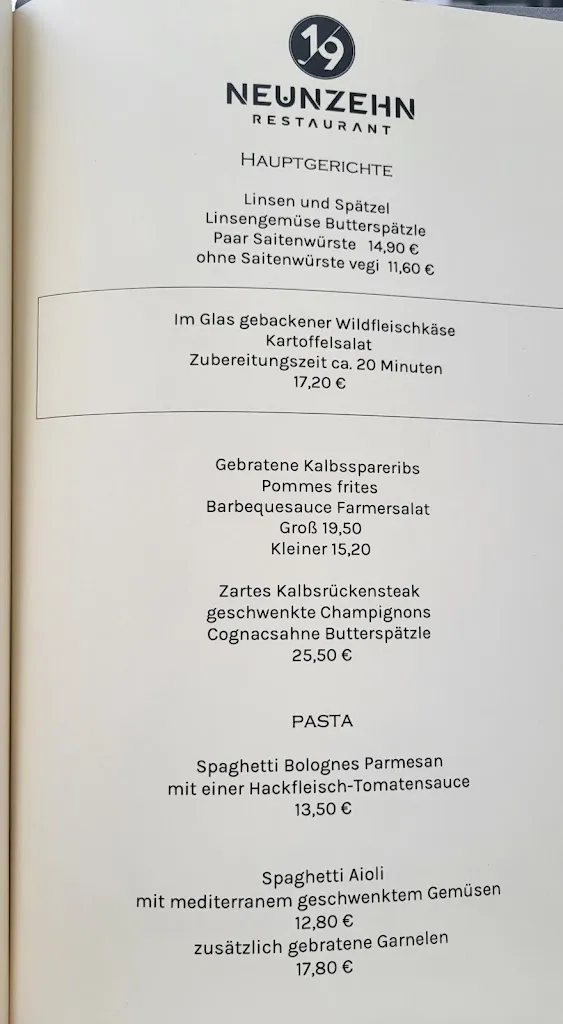 19
NEUNZEHN
RESTAURANT
HAUPTGERICHTE
Linsen und Spätzel
Linsengemüse Butterspätzle
Paar Saitenwürste 14,90 €
ohne Saitenwürste vegi 11,60 €
Im Glas gebackener Wildfleischkäse
Kartoffelsalat
Zubereitungszeit ca. 20 Minuten
17,20 €
Gebratene Kalbsspareribs
Pommes frites
Barbequesauce Farmersalat
Groß 19,50
Kleiner 15,20
Zartes Kalbsrückensteak
geschwenkte Champignons
Cognacsahne Butterspätzle
25,50 €
PASTA
Spaghetti Bolognes Parmesan
mit einer Hackfleisch-Tomatensauce
13,50 €
Spaghetti Aioli
mit mediterranem geschwenktem Gemüsen
12,80 €
zusätzlich gebratene Garnelen
17,80 €